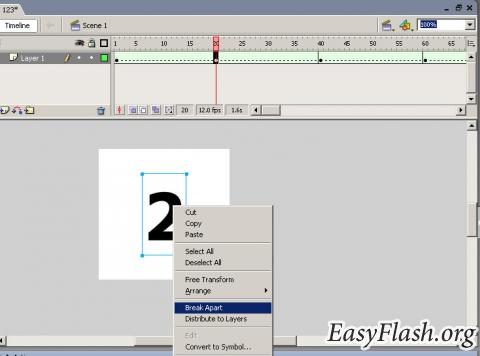 123*
Timeline
Scene 1
100%
1 5 10 15 20 25 30 35 40 45 50 55 60 65
Layer 1
20 12.0 fps 1.6s
2
Cut
Copy
Paste
Select All
Deselect All
Free Transform
Arrange
Break Apart
Distribute to Layers
Edit
Convert to Symbol...
EasyFlash.org